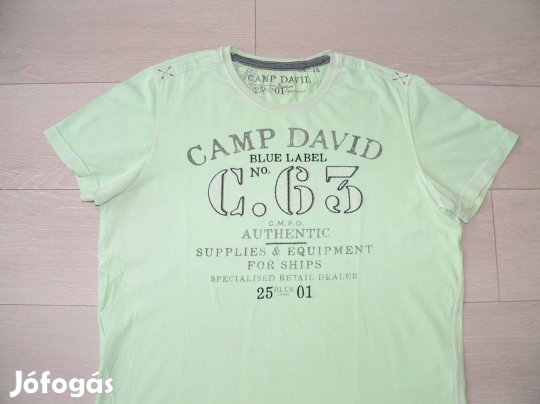 CAMP DAVID
25 01
CAMP DAVID
BLUE LABEL
NO.
C.63
C.M.P.D.
AUTHENTIC
SUPPLIES & EQUIPMENT
FOR SHIPS
SPECIALISED RETAIL DEALER
25 BLUE LABEL 01
Jófogás